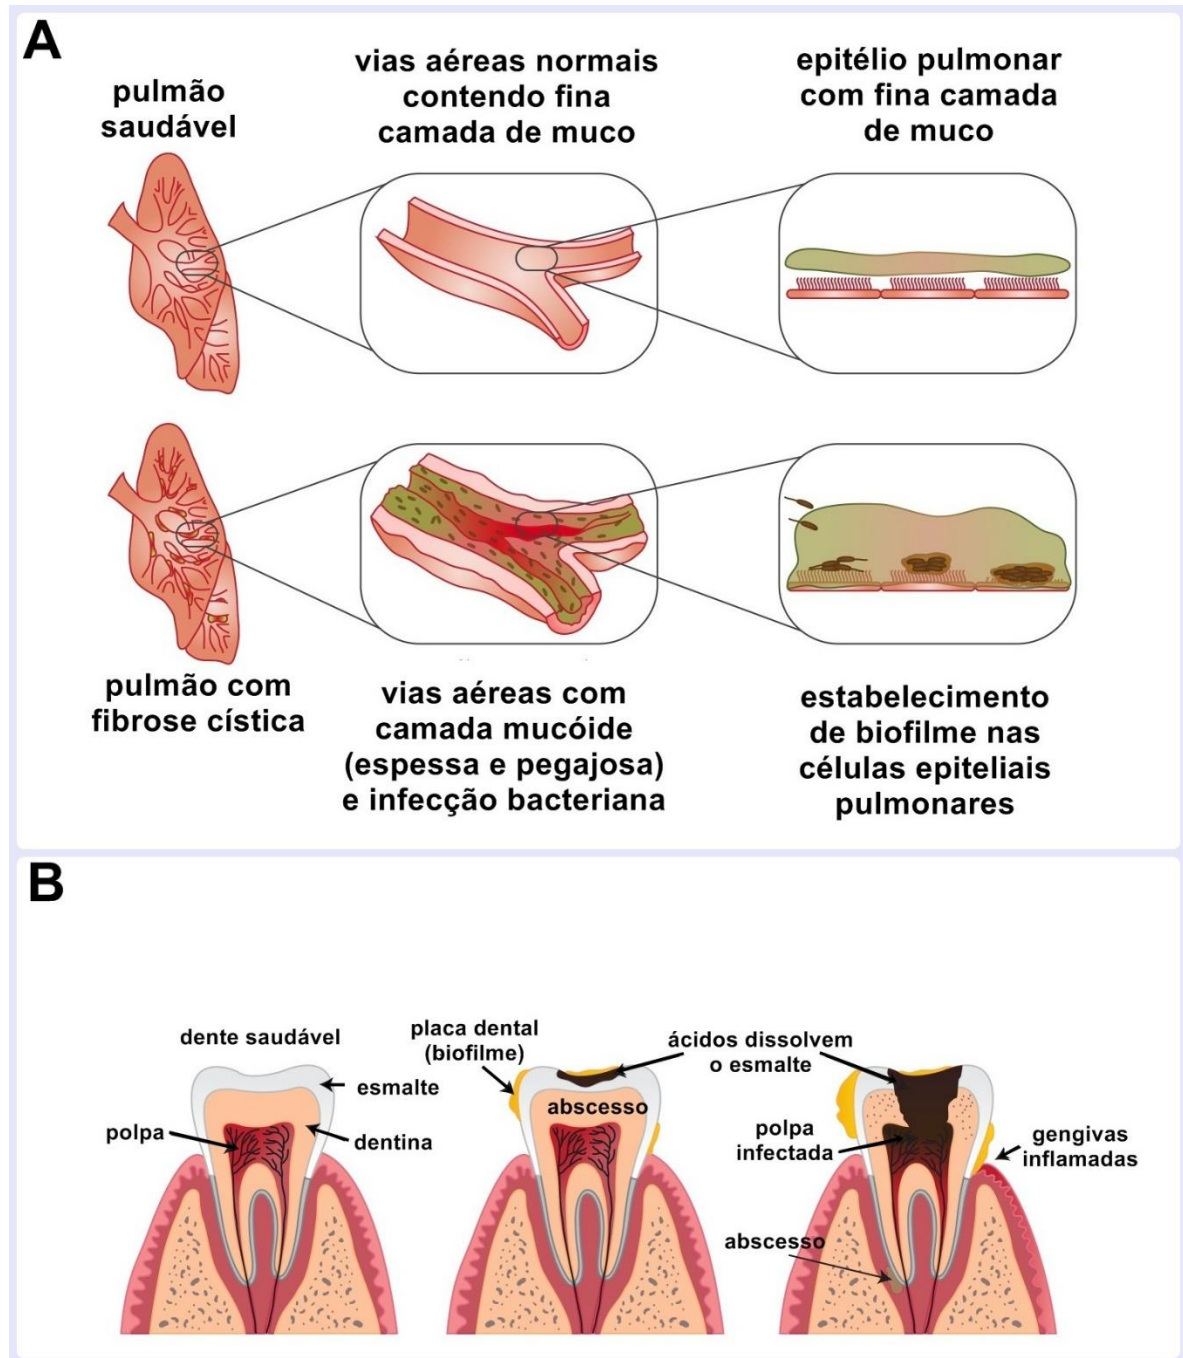 A
pulmão
saudável
vias aéreas normais
contendo fina
camada de muco
epitélio pulmonar
com fina camada
de muco
pulmão com
fibrose cística
vias aéreas com
camada mucóide
(espessa e pegajosa)
e infecção bacteriana
estabelecimento
de biofilme nas
células epiteliais
pulmonares
B
dente saudável
esmalte
polpa
dentina
placa dental
(biofilme)
abscesso
ácidos dissolvem
o esmalte
polpa
infectada
gengivas
inflamadas
abscesso